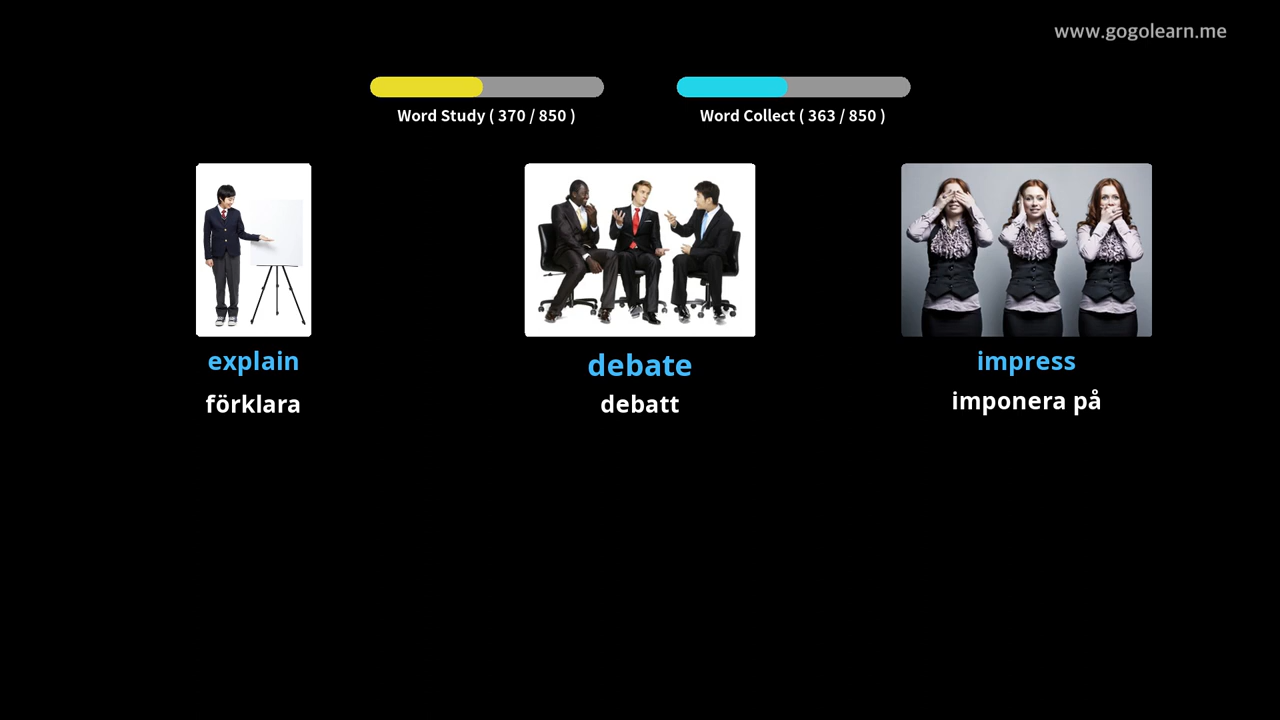 www.gogolearn.me
Word Study ( 370 / 850 )
Word Collect ( 363 / 850 )
explain
förklara
debate
debatt
impress
imponera på